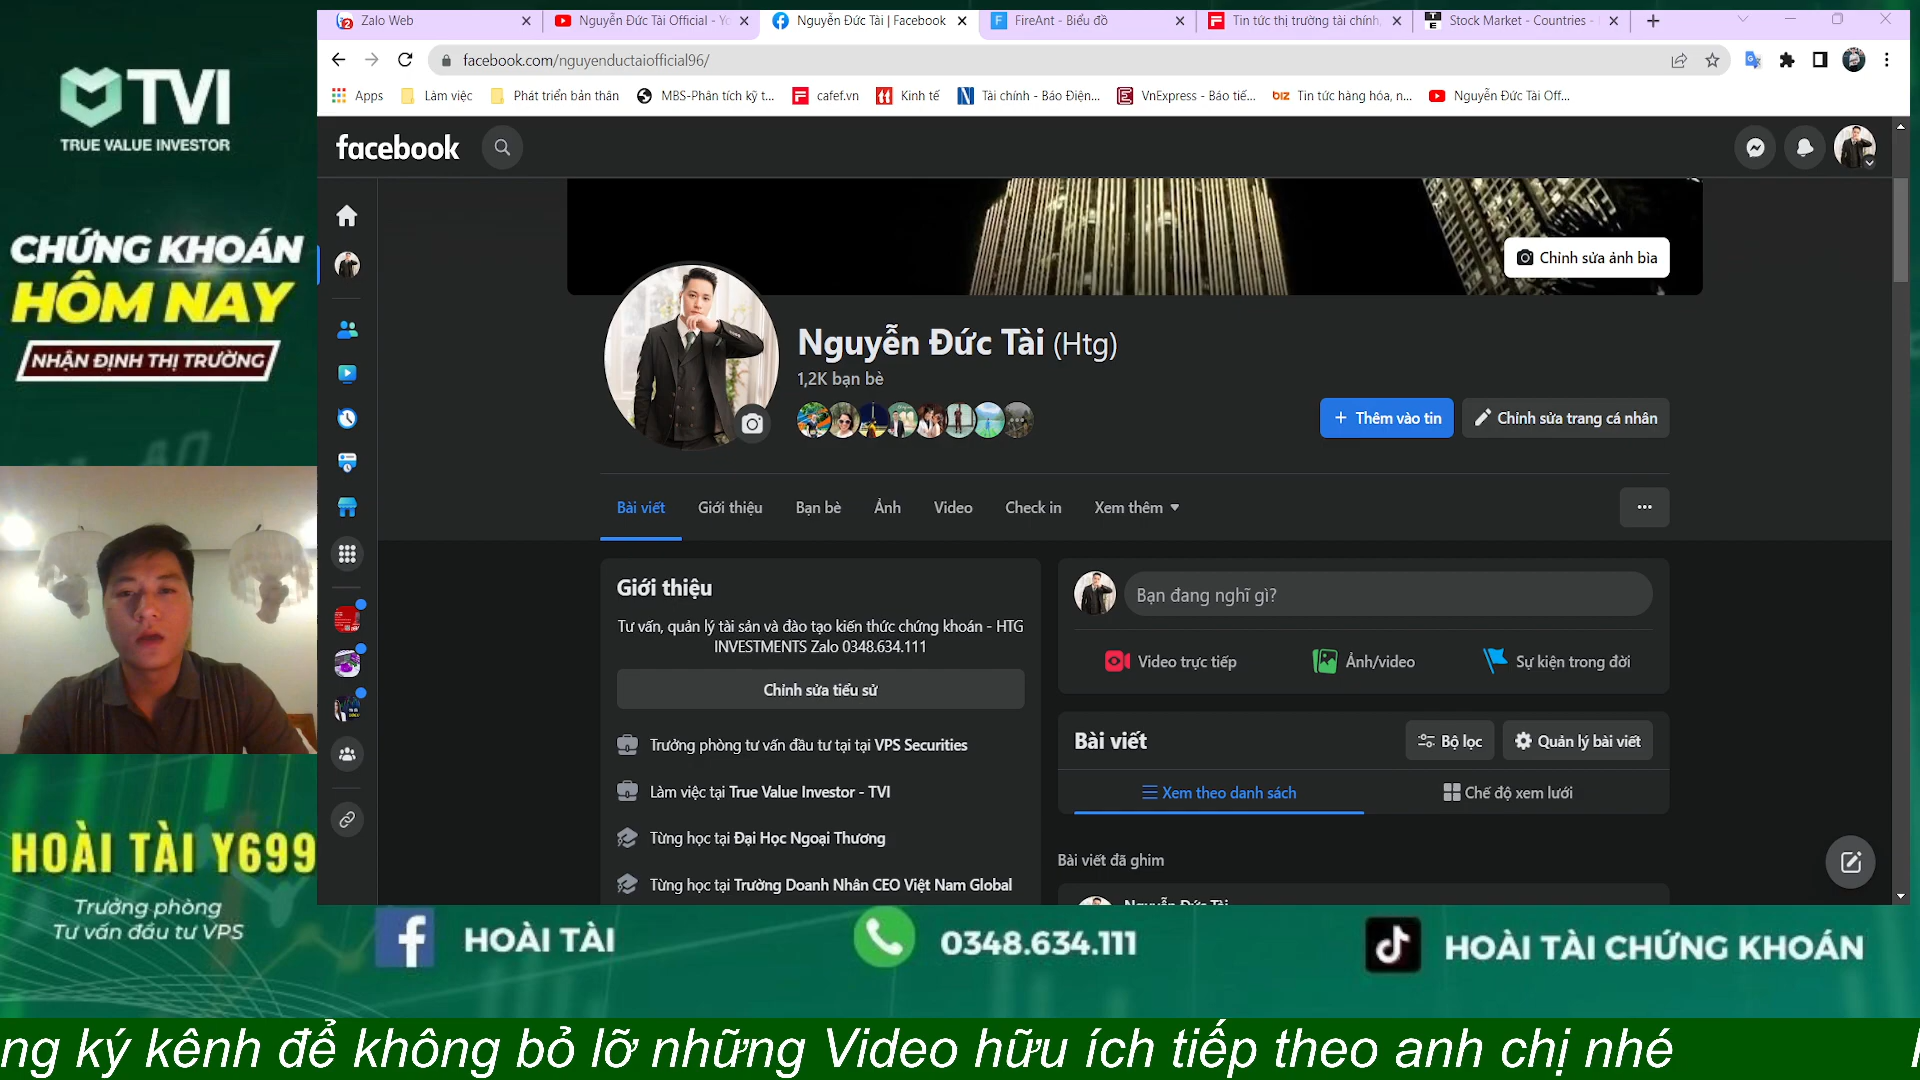 Zalo Web
Nguyễn Đức Tài Official - Yo
Nguyễn Đức Tài | Facebook
FireAnt - Biểu đồ
Tin tức thị trường tài chính,
Stock Market - Countries -
facebook.com/nguyenductaiofficial96/
Apps
Làm việc
Phát triển bản thân
MBS-Phân tích kỹ t...
cafef.vn
Kinh tế
Tài chính - Báo Điện...
VnExpress - Báo tiế...
Tin tức hàng hóa, n...
Nguyễn Đức Tài Off...
TVI
TRUE VALUE INVESTOR
CHỨNG KHOÁN
HÔM NAY
NHẬN ĐỊNH THỊ TRƯỜNG
facebook
Chỉnh sửa ảnh bìa
Nguyễn Đức Tài (Htg)
1,2K bạn bè
+ Thêm vào tin
Chỉnh sửa trang cá nhân
Bài viết
Giới thiệu
Bạn bè
Ảnh
Video
Check in
Xem thêm
Giới thiệu
Tư vấn, quản lý tài sản và đào tạo kiến thức chứng khoán - HTG
INVESTMENTS Zalo 0348.634.111
Chỉnh sửa tiểu sử
Trưởng phòng tư vấn đầu tư tại tại VPS Securities
Làm việc tại True Value Investor - TVI
Từng học tại Đại Học Ngoại Thương
Từng học tại Trường Doanh Nhân CEO Việt Nam Global
Bạn đang nghĩ gì?
Video trực tiếp
Ảnh/video
Sự kiện trong đời
Bài viết
Bộ lọc
Quản lý bài viết
Xem theo danh sách
Chế độ xem lưới
Bài viết đã ghim
Nguyễn Đức Tài
HOÀI TÀI Y699
Trưởng phòng
Tư vấn đầu tư VPS
HOÀI TÀI
0348.634.111
HOÀI TÀI CHỨNG KHOÁN
ng ký kênh để không bỏ lỡ những Video hữu ích tiếp theo anh chị nhé